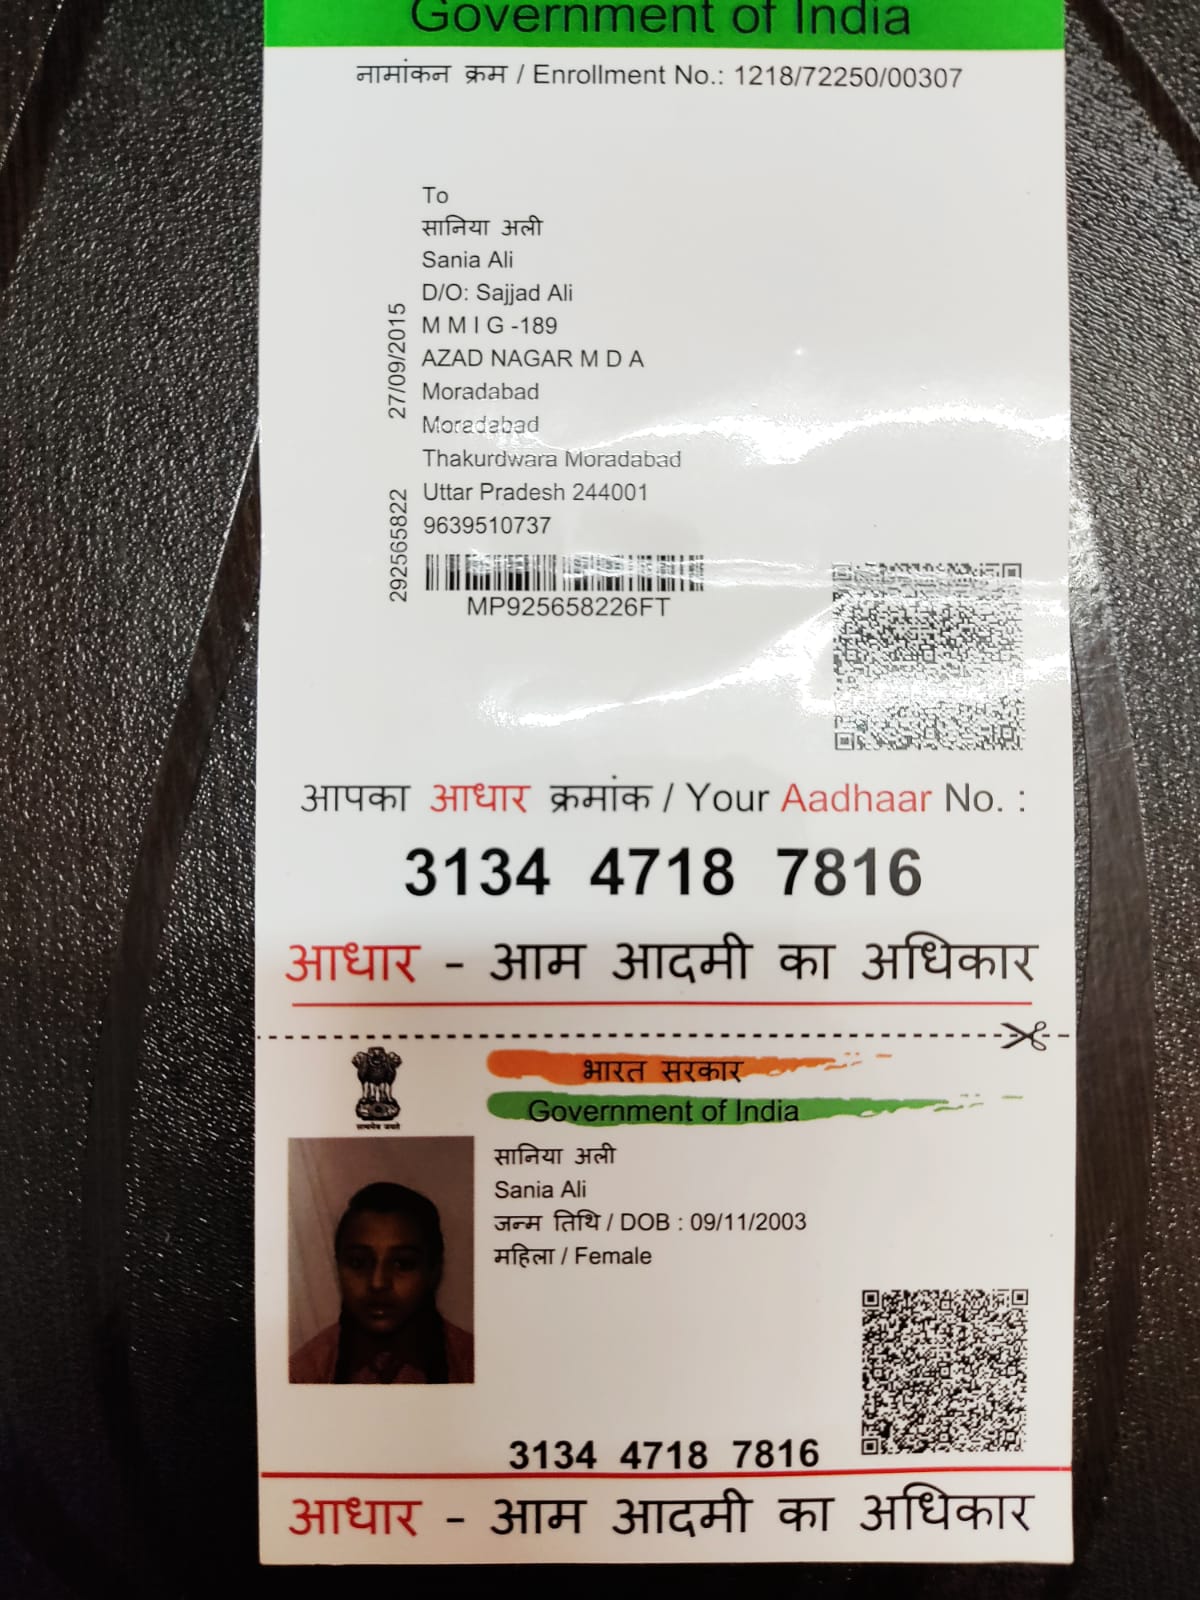 Government of India
नामांकन क्रम / Enrollment No.: 1218/72250/00307
To
सानिया अली
Sania Ali
D/O: Sajjad Ali
M M I G -189
AZAD NAGAR M D A
Moradabad
Moradabad
Thakurdwara Moradabad
Uttar Pradesh 244001
9639510737
27/09/2015
292565822
MP925658226FT
आपका आधार क्रमांक / Your Aadhaar No. :
3134 4718 7816
आधार - आम आदमी का अधिकार
सत्यमेव जयते
भारत सरकार
Government of India
सानिया अली
Sania Ali
जन्म तिथि / DOB : 09/11/2003
महिला / Female
3134 4718 7816
आधार - आम आदमी का अधिकार